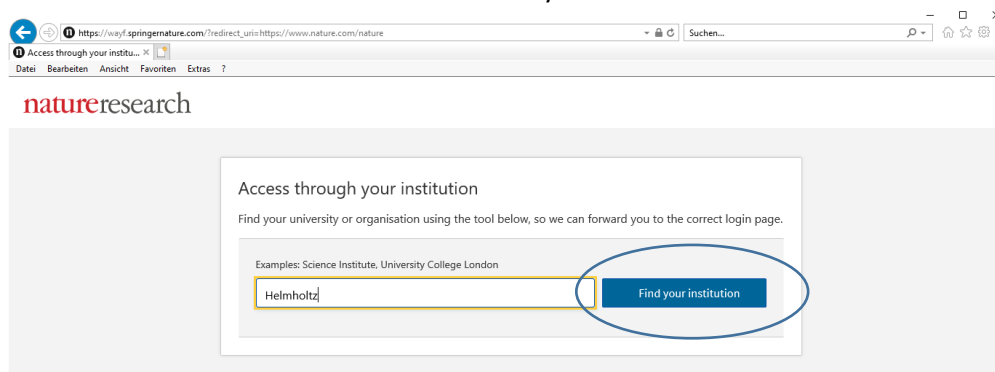 https://wayf.springernature.com/?redirect_uri=https://www.nature.com/nature
Suchen...
Access through your institu...
Datei Bearbeiten Ansicht Favoriten Extras ?
natureresearch
Access through your institution
Find your university or organisation using the tool below, so we can forward you to the correct login page.
Examples: Science Institute, University College London
Helmholtz
Find your institution